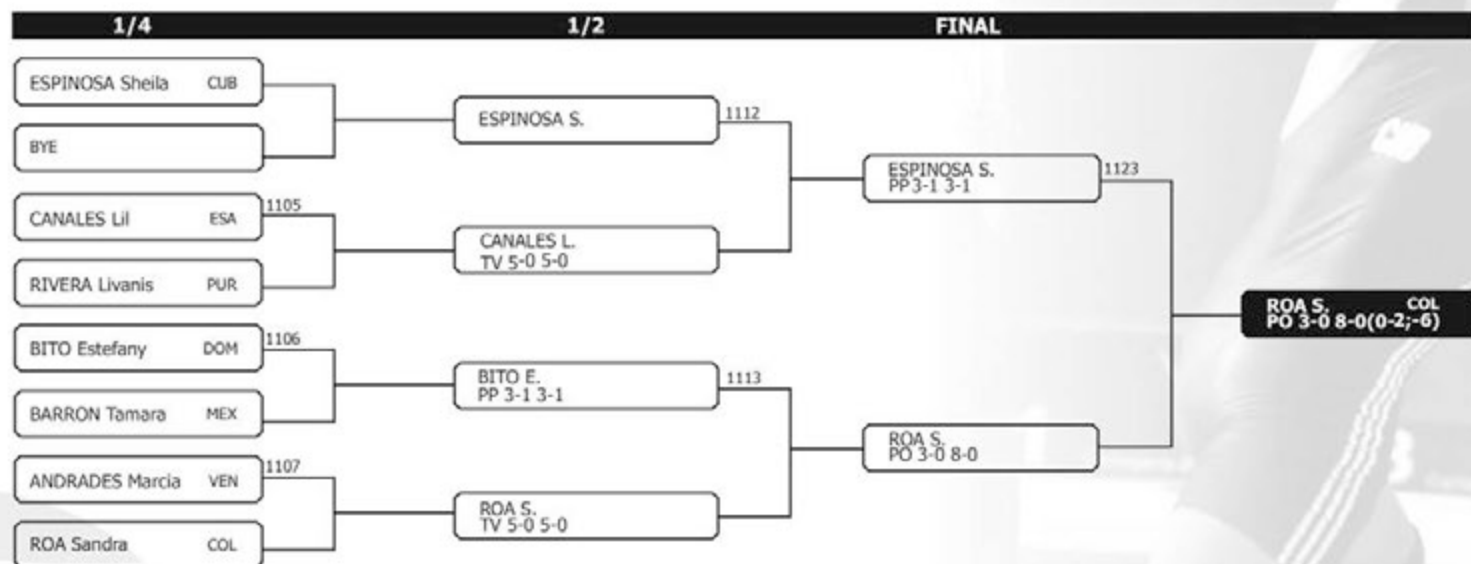 1/4 1/2 FINAL
ESPINOSA Sheila CUB
BYE
CANALES Lil ESA
1105
RIVERA Livanis PUR
BITO Estefany DOM
1106
BARRON Tamara MEX
ANDRADES Marcia VEN
1107
ROA Sandra COL
ESPINOSA S.
1112
CANALES L.
TV 5-0 5-0
BITO E.
PP 3-1 3-1
1113
ROA S.
TV 5-0 5-0
ESPINOSA S.
PP 3-1 3-1
1123
ROA S.
PO 3-0 8-0
ROA S. COL
PO 3-0 8-0(0-2;-6)